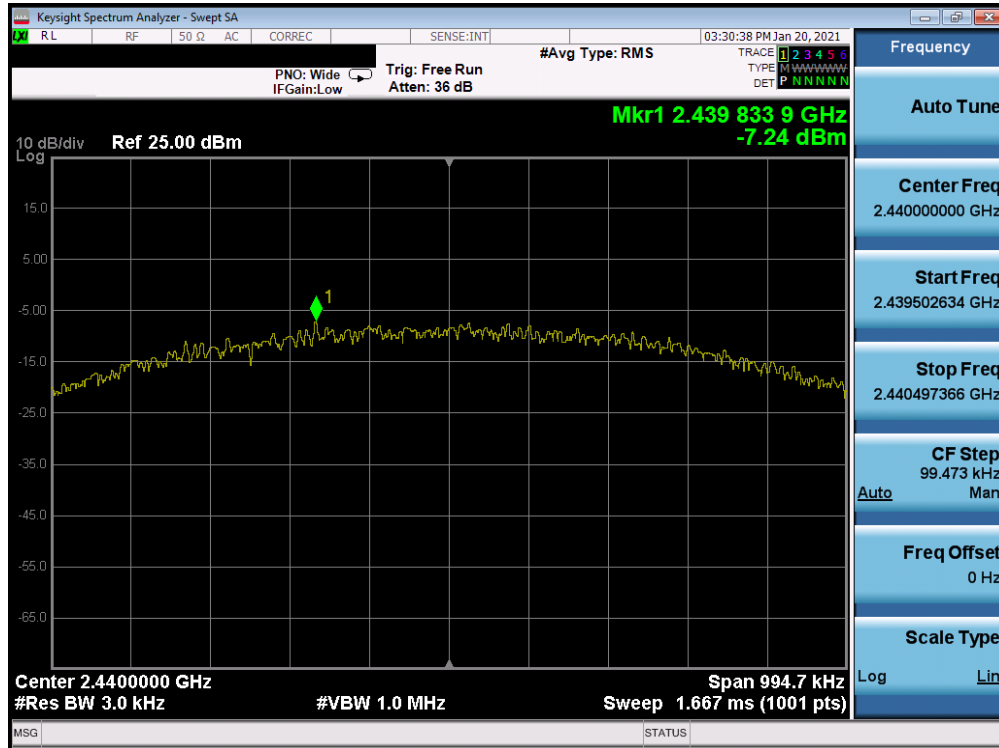 Keysight Spectrum Analyzer - Swept SA
LXI RL RF 50 Ω AC CORREC SENSE:INT 03:30:38 PM Jan 20, 2021
PNO: Wide
IFGain:Low
Trig: Free Run
Atten: 36 dB
#Avg Type: RMS
TRACE 1 2 3 4 5 6
TYPE M WWWWW
DET P N N N N N
Mkr1 2.439 833 9 GHz
-7.24 dBm
10 dB/div Ref 25.00 dBm
Log
15.0
5.00
-5.00
-15.0
-25.0
-35.0
-45.0
-55.0
-65.0
1
Center 2.4400000 GHz Span 994.7 kHz
#Res BW 3.0 kHz #VBW 1.0 MHz Sweep 1.667 ms (1001 pts)
MSG STATUS
Frequency
Auto Tune
Center Freq
2.440000000 GHz
Start Freq
2.439502634 GHz
Stop Freq
2.440497366 GHz
CF Step
99.473 kHz
Auto Man
Freq Offset
0 Hz
Scale Type
Log Lin